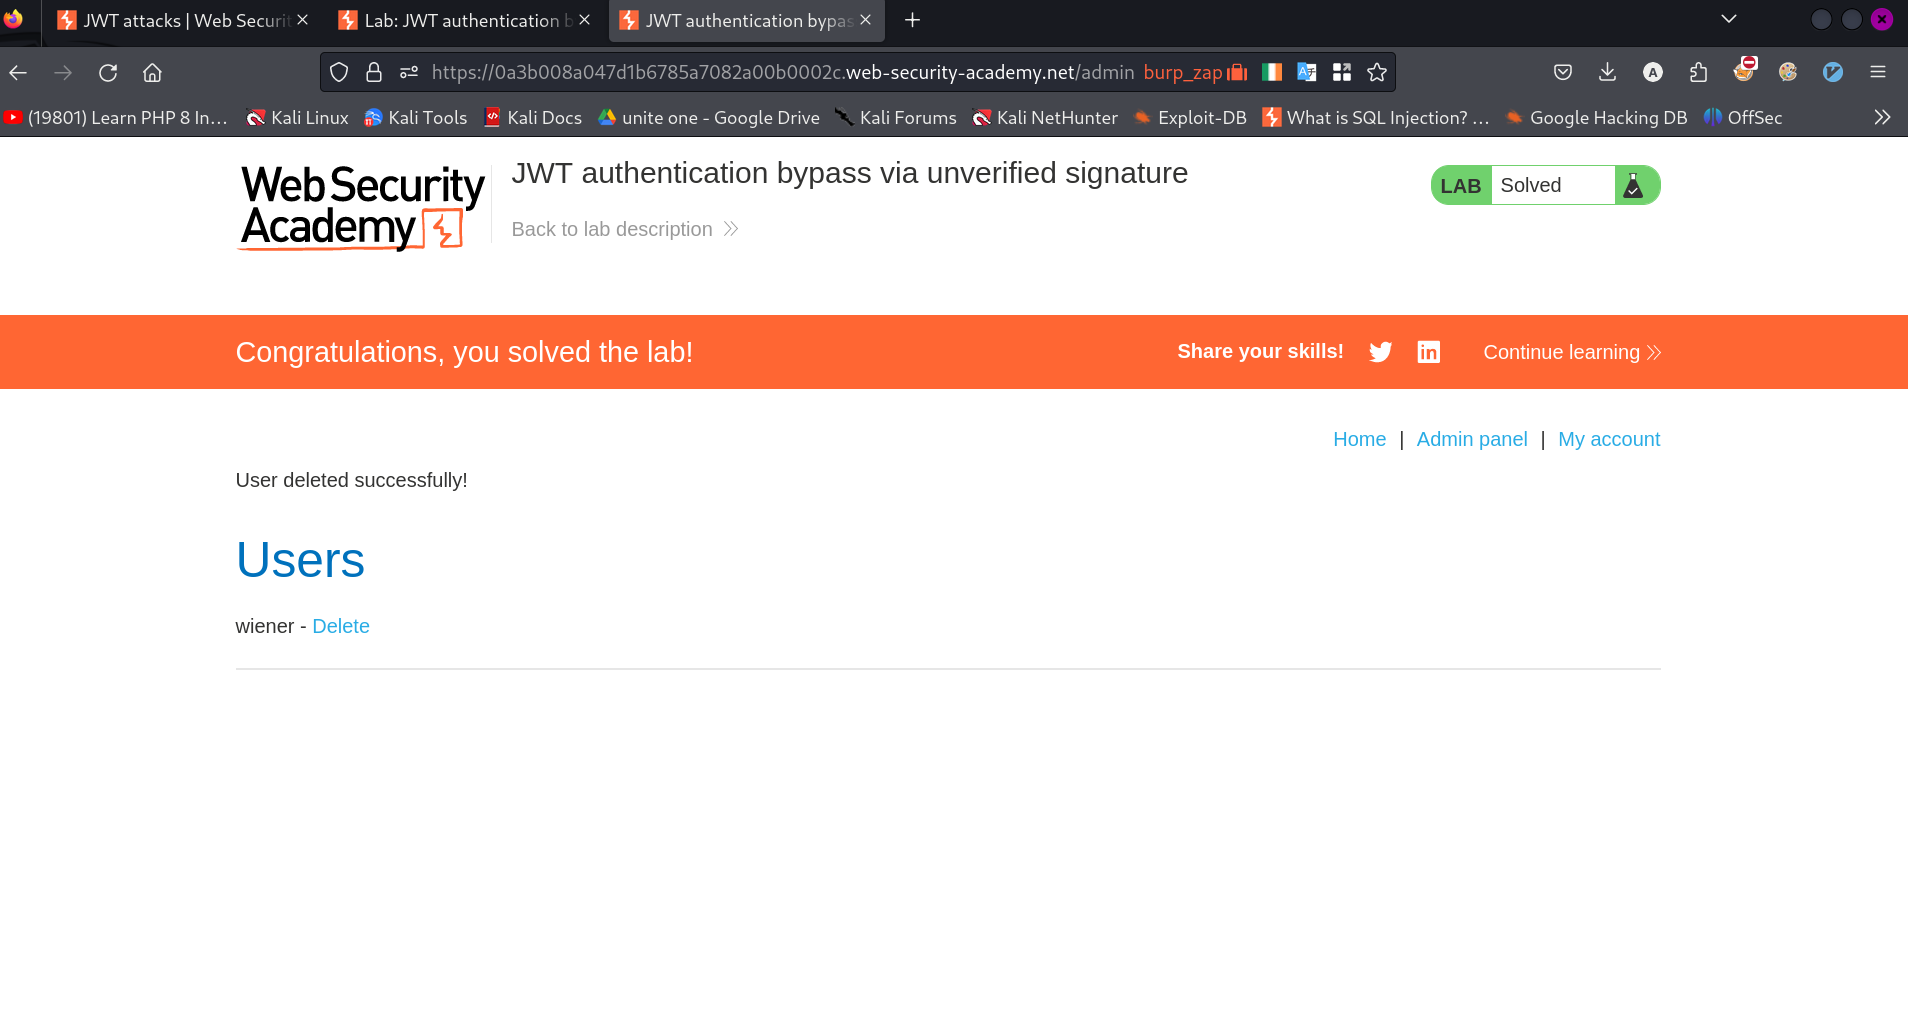 JWT attacks | Web Securit
Lab: JWT authentication b
JWT authentication bypas
https://0a3b008a047d1b6785a7082a00b0002c.web-security-academy.net/admin
burp_zap
(19801) Learn PHP 8 In...
Kali Linux
Kali Tools
Kali Docs
unite one - Google Drive
Kali Forums
Kali NetHunter
Exploit-DB
What is SQL Injection? ...
Google Hacking DB
OffSec
Web Security
Academy
JWT authentication bypass via unverified signature
Back to lab description
LAB
Solved
Congratulations, you solved the lab!
Share your skills!
Continue learning
Home | Admin panel | My account
User deleted successfully!
Users
wiener - Delete